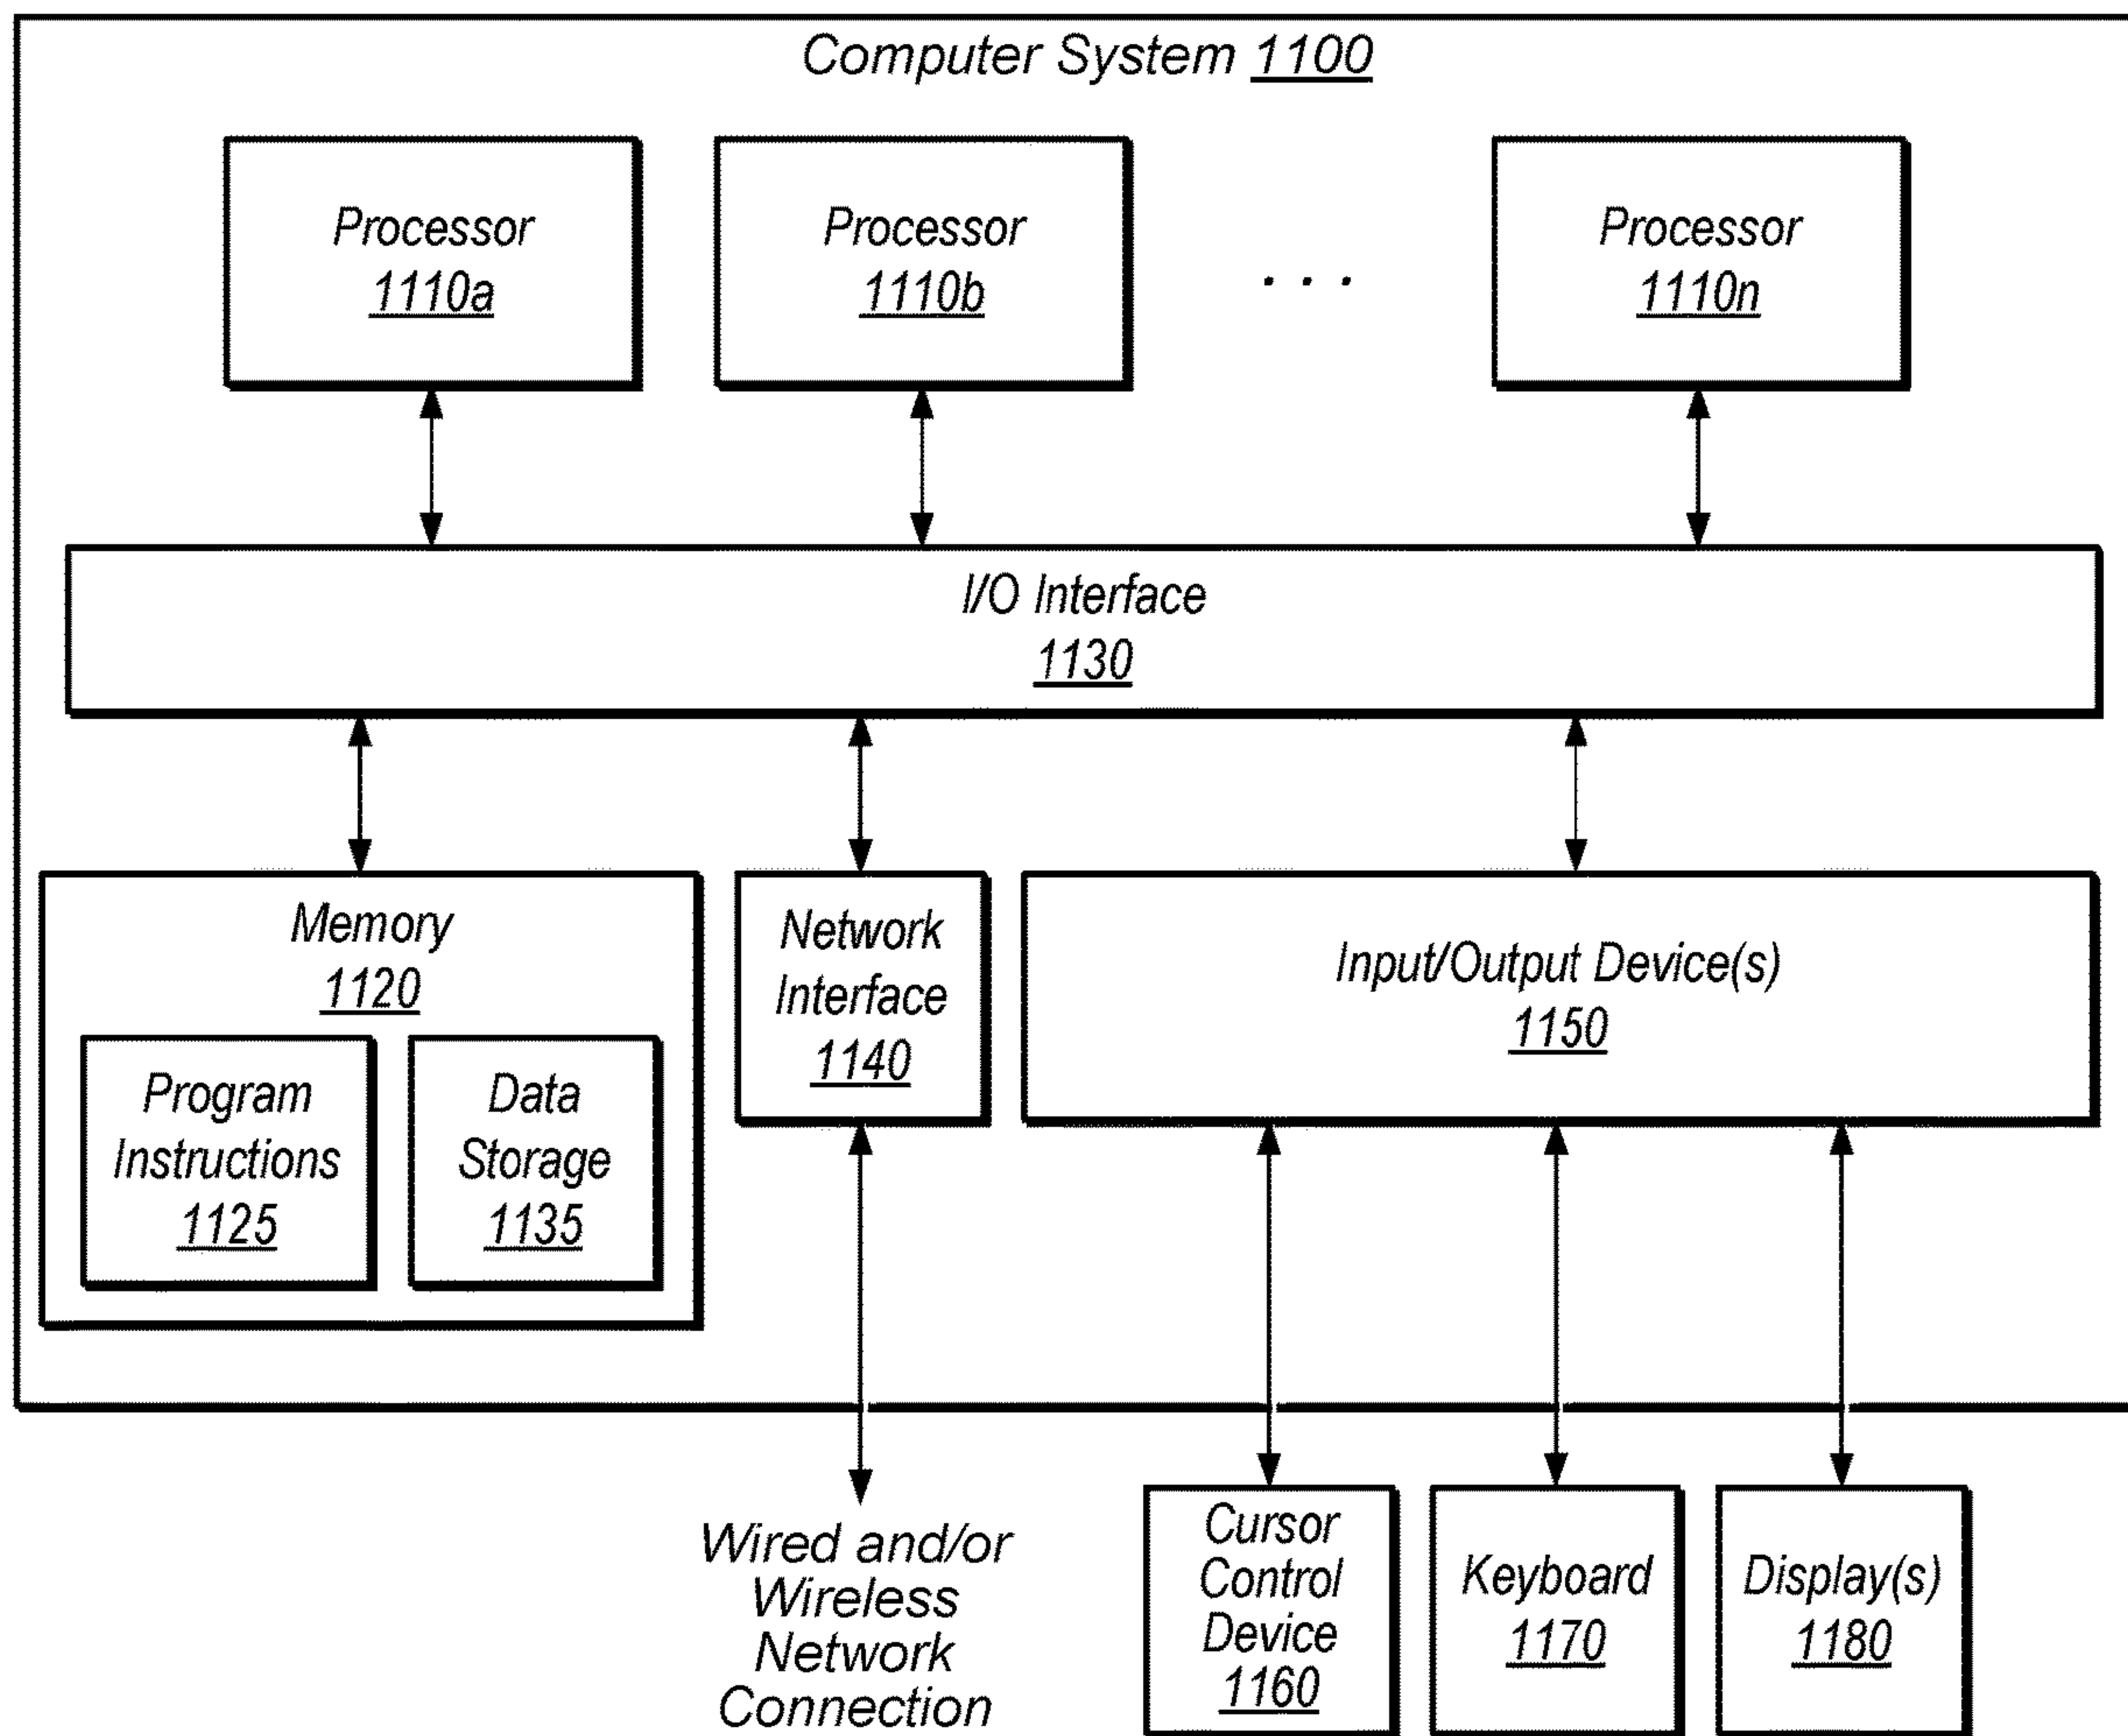 Computer System 1100
Processor
1110a
Processor
1110b
. . .
Processor
1110n
I/O Interface
1130
Memory
1120
Program
Instructions
1125
Data
Storage
1135
Network
Interface
1140
Input/Output Device(s)
1150
Wired and/or
Wireless
Network
Connection
Cursor
Control
Device
1160
Keyboard
1170
Display(s)
1180